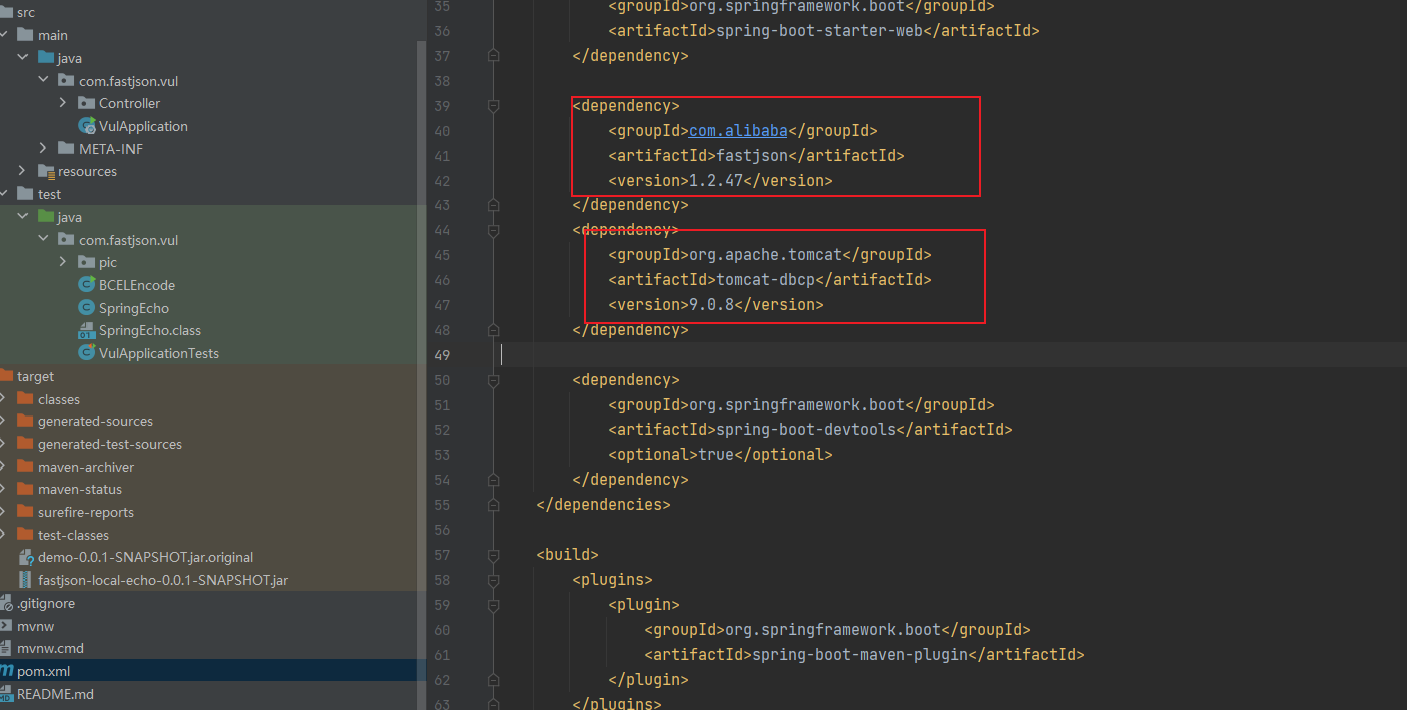 src
main
java
com.fastjson.vul
Controller
VulApplication
META-INF
resources
test
java
com.fastjson.vul
pic
BCELEncode
SpringEcho
SpringEcho.class
VulApplicationTests
target
classes
generated-sources
generated-test-sources
maven-archiver
maven-status
surefire-reports
test-classes
demo-0.0.1-SNAPSHOT.jar.original
fastjson-local-echo-0.0.1-SNAPSHOT.jar
.gitignore
mvnw
mvnw.cmd
pom.xml
README.md
35 <groupId>org.springframework.boot</groupId>
36 <artifactId>spring-boot-starter-web</artifactId>
37 </dependency>
38
39 <dependency>
40 <groupId>com.alibaba</groupId>
41 <artifactId>fastjson</artifactId>
42 <version>1.2.47</version>
43 </dependency>
44 <dependency>
45 <groupId>org.apache.tomcat</groupId>
46 <artifactId>tomcat-dbcp</artifactId>
47 <version>9.0.8</version>
48 </dependency>
49
50 <dependency>
51 <groupId>org.springframework.boot</groupId>
52 <artifactId>spring-boot-devtools</artifactId>
53 <optional>true</optional>
54 </dependency>
55 </dependencies>
56
57 <build>
58 <plugins>
59 <plugin>
60 <groupId>org.springframework.boot</groupId>
61 <artifactId>spring-boot-maven-plugin</artifactId>
62 </plugin>
63 </plugins>